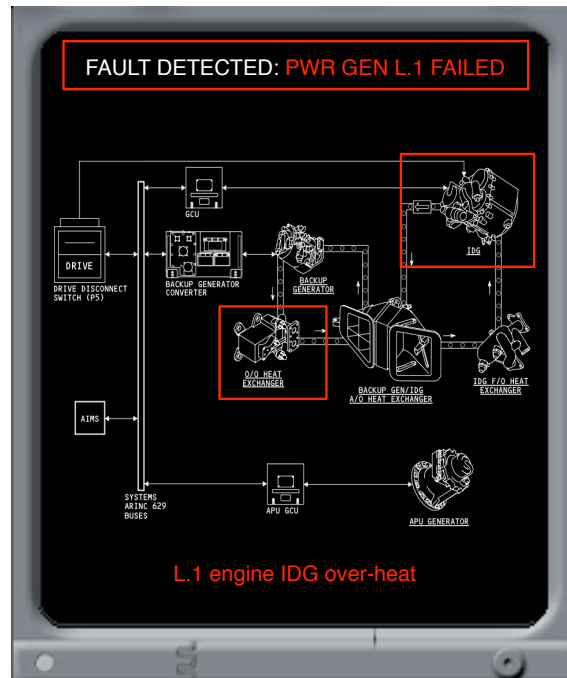 FAULT DETECTED: PWR GEN L.1 FAILED
GCU
IDG
DRIVE
DRIVE DISCONNECT
SWITCH (P5)
BACKUP GENERATOR
CONVERTER
BACKUP
GENERATOR
O/O HEAT
EXCHANGER
BACKUP GEN/IDG
A/O HEAT EXCHANGER
IDG F/O HEAT
EXCHANGER
AIMS
SYSTEMS
ARINC 629
BUSES
APU GCU
APU GENERATOR
L.1 engine IDG over-heat